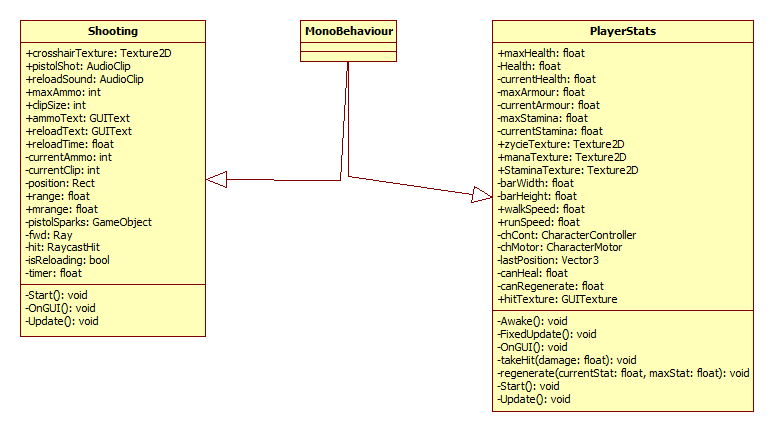 Shooting
+crosshairTexture: Texture2D
+pistolShot: AudioClip
+reloadSound: AudioClip
+maxAmmo: int
+clipSize: int
+ammoText: GUIText
+reloadText: GUIText
+reloadTime: float
-currentAmmo: int
-currentClip: int
-position: Rect
+range: float
+mrange: float
-pistolSparks: GameObject
-fwd: Ray
-hit: RaycastHit
-isReloading: bool
-timer: float
-Start(): void
-OnGUI(): void
-Update(): void
MonoBehaviour
PlayerStats
+maxHealth: float
-Health: float
-currentHealth: float
-maxArmour: float
-currentArmour: float
-maxStamina: float
-currentStamina: float
+zycieTexture: Texture2D
+manaTexture: Texture2D
+StaminaTexture: Texture2D
-barWidth: float
-barHeight: float
+walkSpeed: float
+runSpeed: float
-chCont: CharacterController
-chMotor: CharacterMotor
-lastPosition: Vector3
-canHeal: float
-canRegenerate: float
+hitTexture: GUITexture
-Awake(): void
-FixedUpdate(): void
-OnGUI(): void
-takeHit(damage: float): void
-regenerate(currentStat: float, maxStat: float): void
-Start(): void
-Update(): void